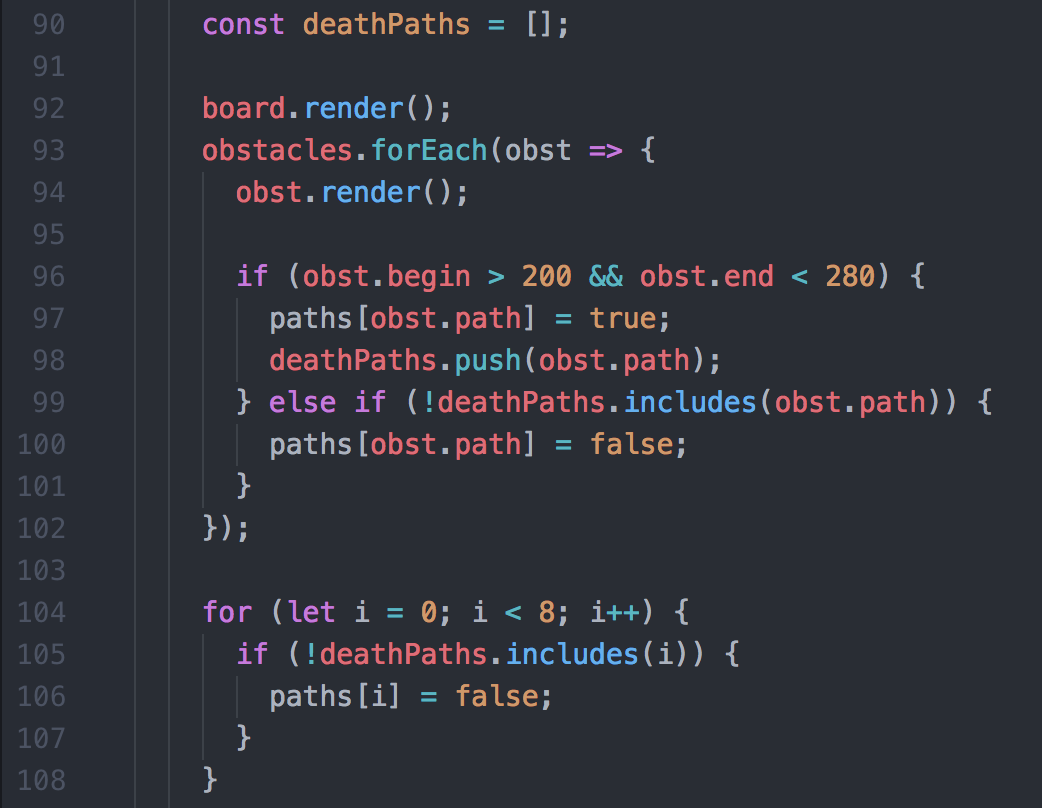 90 const deathPaths = [];
91
92 board.render();
93 obstacles.forEach(obst => {
94 obst.render();
95
96 if (obst.begin > 200 && obst.end < 280) {
97 paths[obst.path] = true;
98 deathPaths.push(obst.path);
99 } else if (!deathPaths.includes(obst.path)) {
100 paths[obst.path] = false;
101 }
102 });
103
104 for (let i = 0; i < 8; i++) {
105 if (!deathPaths.includes(i)) {
106 paths[i] = false;
107 }
108 }